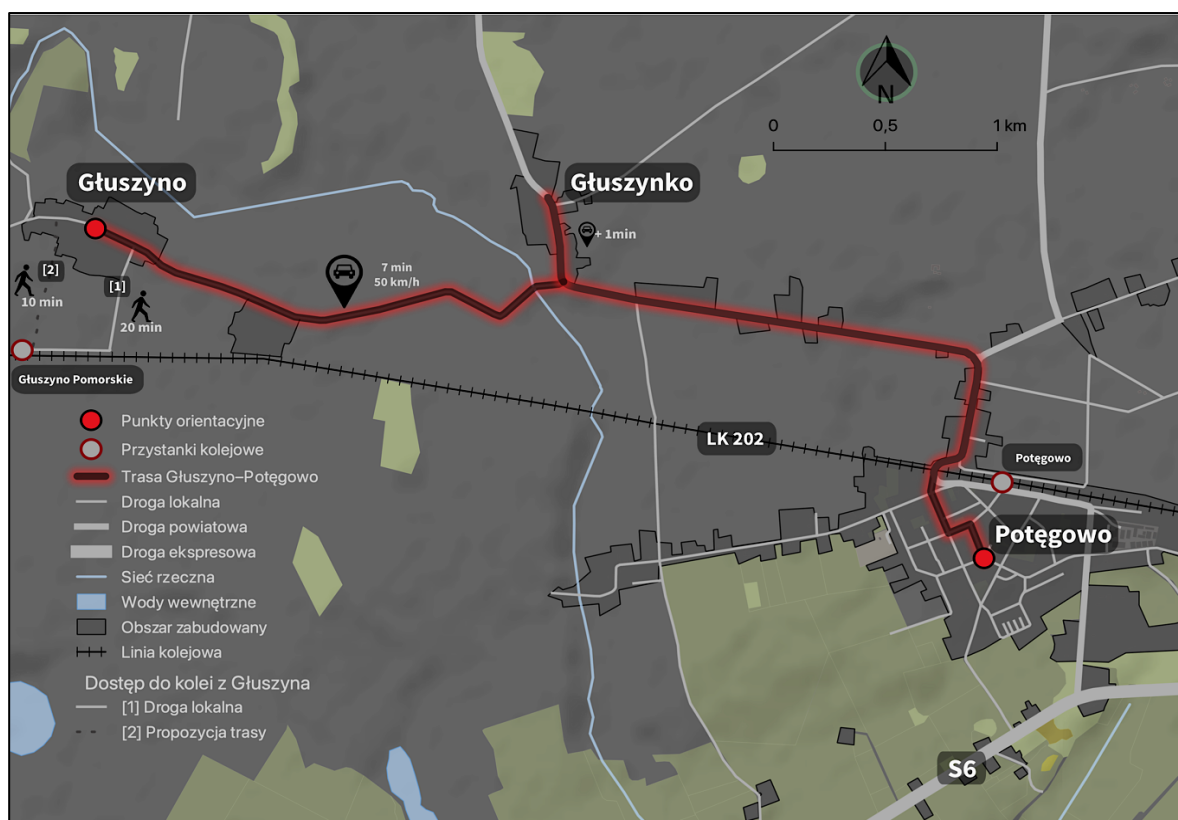 N
0
0,5
1 km
Głuszyno
Głuszynko
+ 1min
[2]
[1]
7 min
50 km/h
10 min
20 min
Głuszyno Pomorskie
LK 202
Potęgowo
Potęgowo
S6
Punkty orientacyjne
Przystanki kolejowe
Trasa Głuszyno–Potęgowo
Droga lokalna
Droga powiatowa
Droga ekspresowa
Sieć rzeczna
Wody wewnętrzne
Obszar zabudowany
Linia kolejowa
Dostęp do kolei z Głuszyna
[1] Droga lokalna
[2] Propozycja trasy